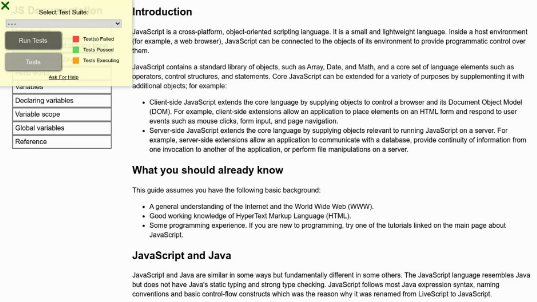 Select Test Suite:
---
Run Tests
Test(s) Failed
Tests Passed
Tests
Tests Executing
Ask For Help
Variables
Declaring variables
Variable scope
Global variables
Reference
Introduction
JavaScript is a cross-platform, object-oriented scripting language. It is a small and lightweight language. Inside a host environment
(for example, a web browser), JavaScript can be connected to the objects of its environment to provide programmatic control over
them.
JavaScript contains a standard library of objects, such as Array, Date, and Math, and a core set of language elements such as
operators, control structures, and statements. Core JavaScript can be extended for a variety of purposes by supplementing it with
additional objects; for example:
• Client-side JavaScript extends the core language by supplying objects to control a browser and its Document Object Model
(DOM). For example, client-side extensions allow an application to place elements on an HTML form and respond to user
events such as mouse clicks, form input, and page navigation.
• Server-side JavaScript extends the core language by supplying objects relevant to running JavaScript on a server. For
example, server-side extensions allow an application to communicate with a database, provide continuity of information from
one invocation to another of the application, or perform file manipulations on a server.
What you should already know
This guide assumes you have the following basic background:
• A general understanding of the Internet and the World Wide Web (WWW).
• Good working knowledge of HyperText Markup Language (HTML).
• Some programming experience. If you are new to programming, try one of the tutorials linked on the main page about
JavaScript.
JavaScript and Java
JavaScript and Java are similar in some ways but fundamentally different in some others. The JavaScript language resembles Java
but does not have Java's static typing and strong type checking. JavaScript follows most Java expression syntax, naming
conventions and basic control-flow constructs which was the reason why it was renamed from LiveScript to JavaScript.